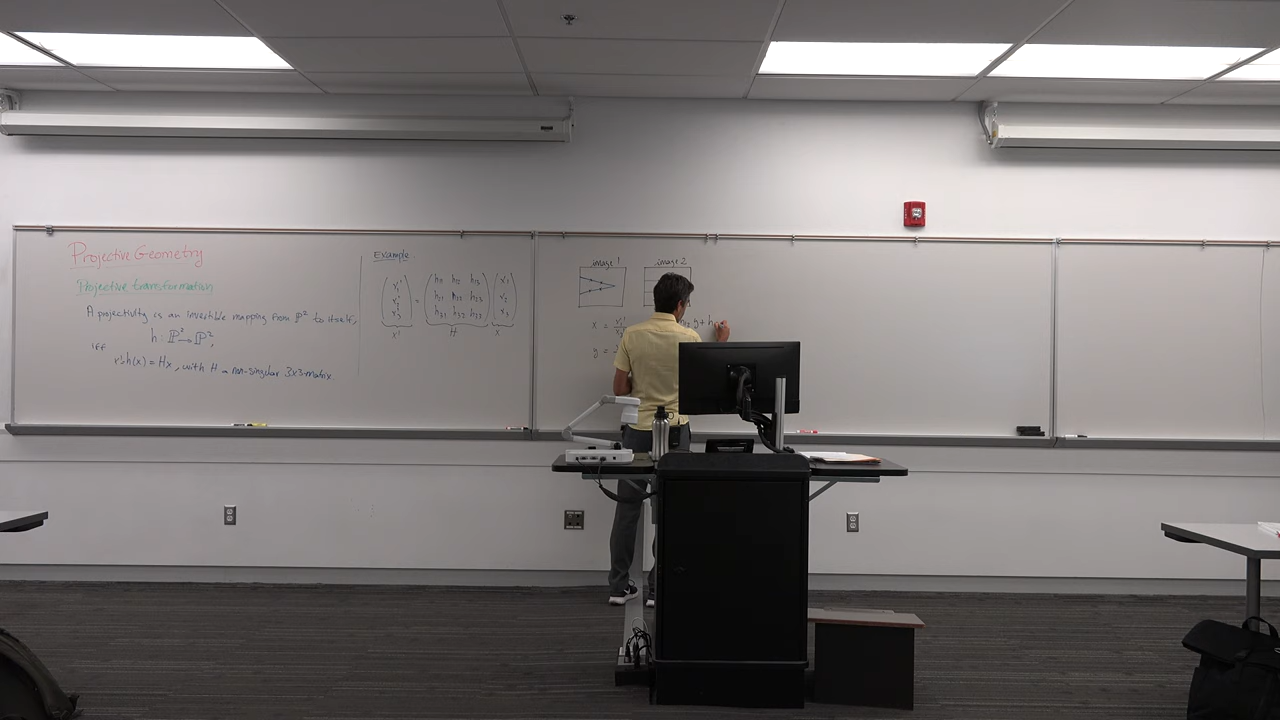 Projective Geometry
Projective transformation
A projectivity is an invertible mapping from ℙ² to itself,
h: ℙ² → ℙ²,
iff
x'=h(x) = Hx, with H a non-singular 3x3-matrix
Example
(x₁' x₂' x₃') = (h₁₁ h₁₂ h₁₃
h₂₁ h₂₂ h₂₃
h₃₁ h₃₂ h₃₃) (x₁ x₂ x₃)
x' H x
image 1 image 2
x =
y =